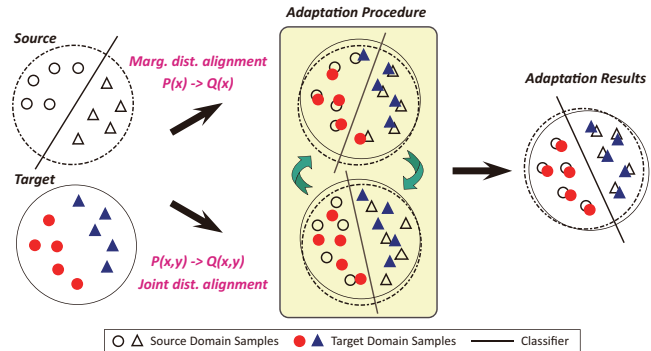 Adaptation Procedure
Source
Marg. dist. alignment
P(x) -> Q(x)
Adaptation Results
Target
P(x,y) -> Q(x,y)
Joint dist. alignment
Source Domain Samples
Target Domain Samples
Classifier